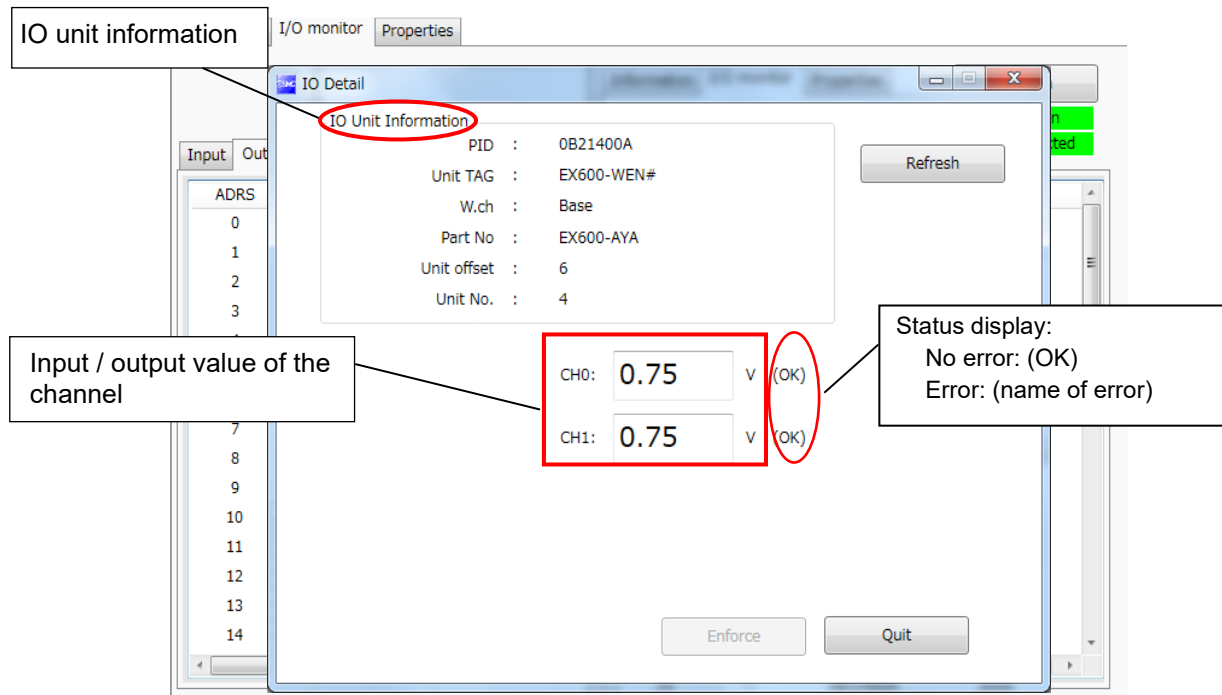 IO unit information
I/O monitor
Properties
IO Detail
Information I/O monitor Properties
IO Unit Information
PID : 0B21400A
Unit TAG : EX600-WEN#
W.ch : Base
Part No : EX600-AYA
Unit offset : 6
Unit No. : 4
Refresh
Input
Out
n
ted
ADRS
0
1
2
3
Input / output value of the
channel
CH0: 0.75 V (OK)
CH1: 0.75 V (OK)
Status display:
No error: (OK)
Error: (name of error)
7
8
9
10
11
12
13
14
Enforce
Quit